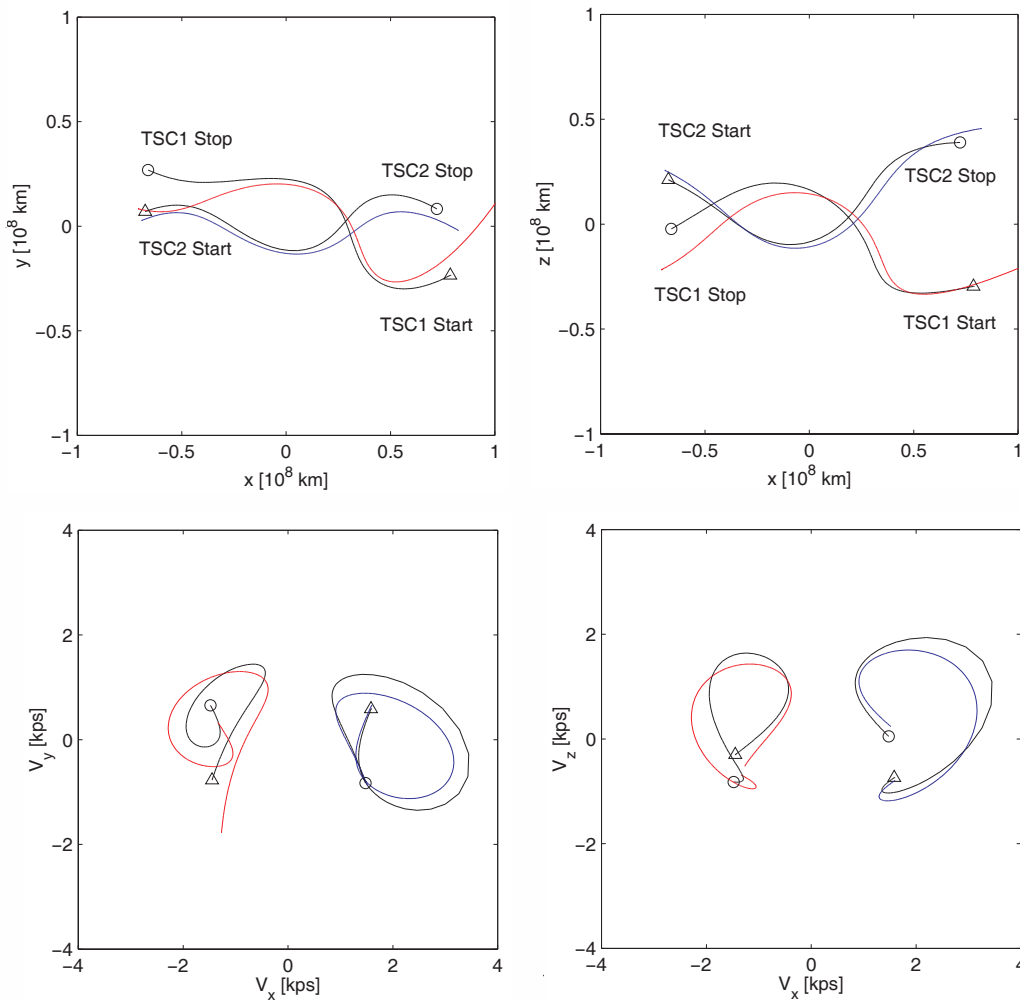 1
0.5
0
−0.5
−1
y [10^8 km]
TSC1 Stop
TSC2 Stop
TSC2 Start
TSC1 Start
−1 −0.5 0 0.5 1
x [10^8 km]
1
0.5
0
−0.5
−1
z [10^8 km]
TSC2 Start
TSC2 Stop
TSC1 Stop
TSC1 Start
−1 −0.5 0 0.5 1
x [10^8 km]
4
2
0
−2
−4
V_y [kps]
−4 −2 0 2 4
V_x [kps]
4
2
0
−2
−4
V_z [kps]
−4 −2 0 2 4
V_x [kps]